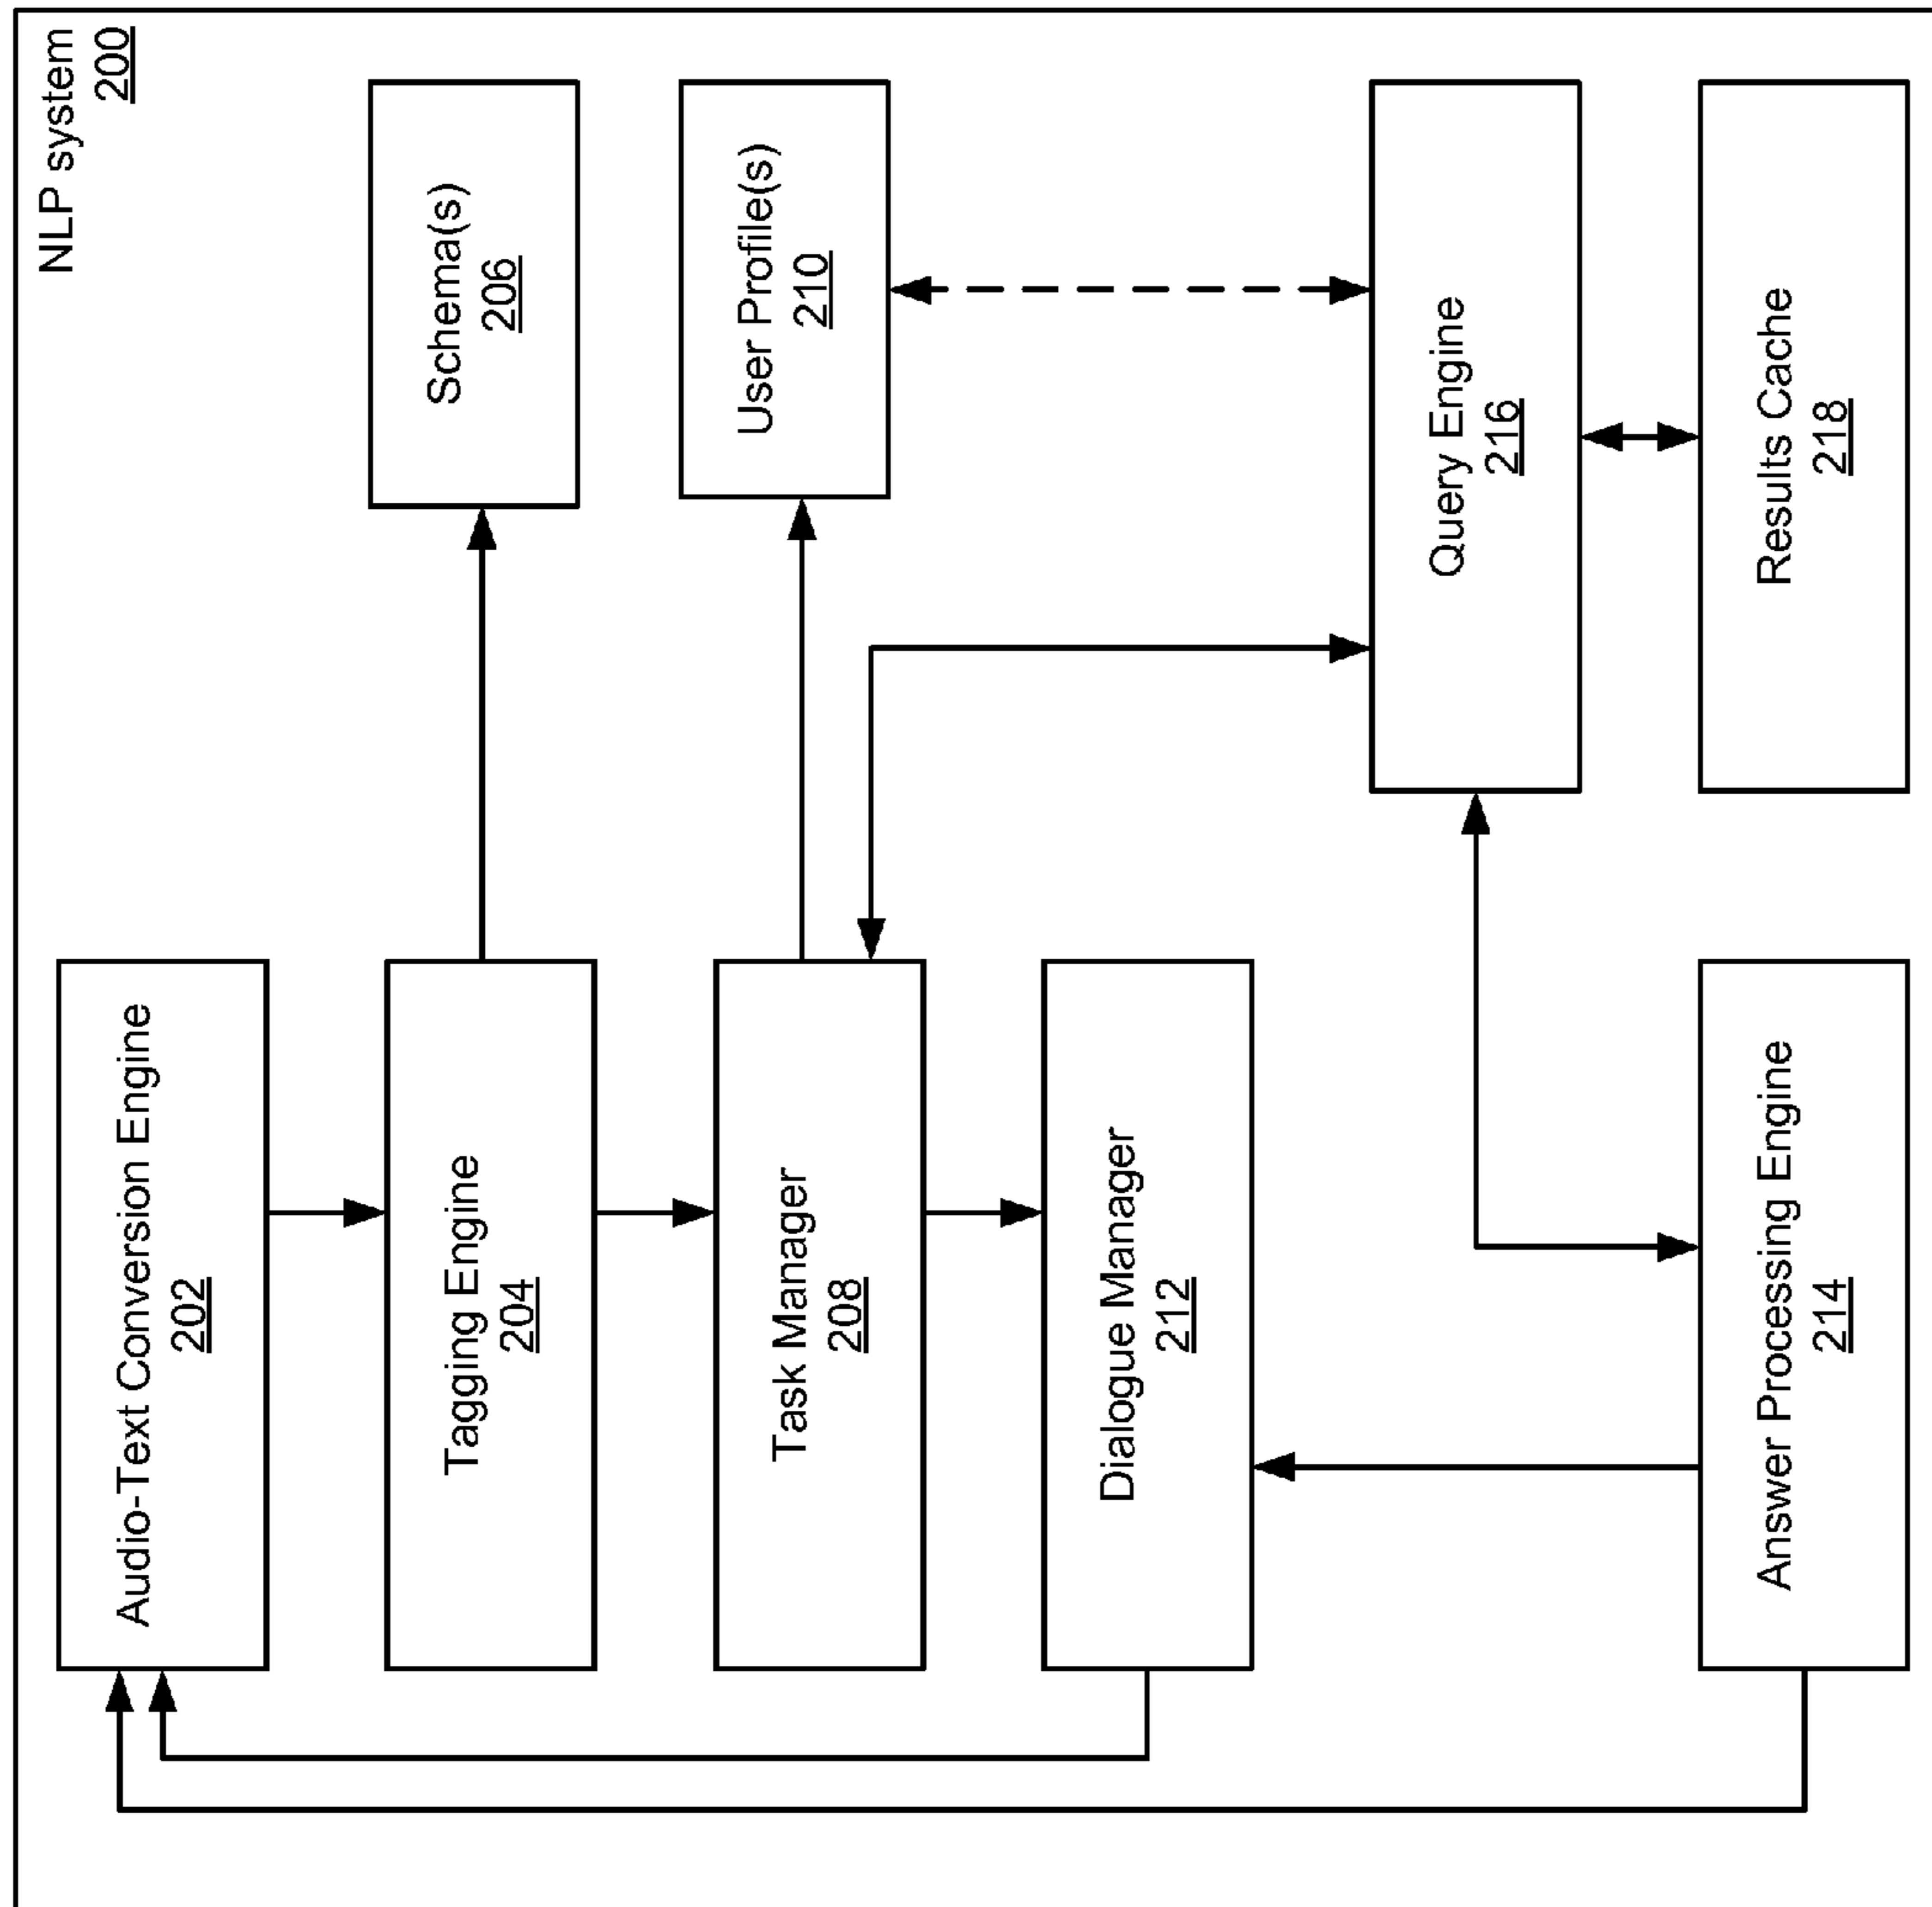 NLP system
200
Audio-Text Conversion Engine
202
Tagging Engine
204
Schema(s)
206
Task Manager
208
User Profile(s)
210
Dialogue Manager
212
Query Engine
216
Answer Processing Engine
214
Results Cache
218